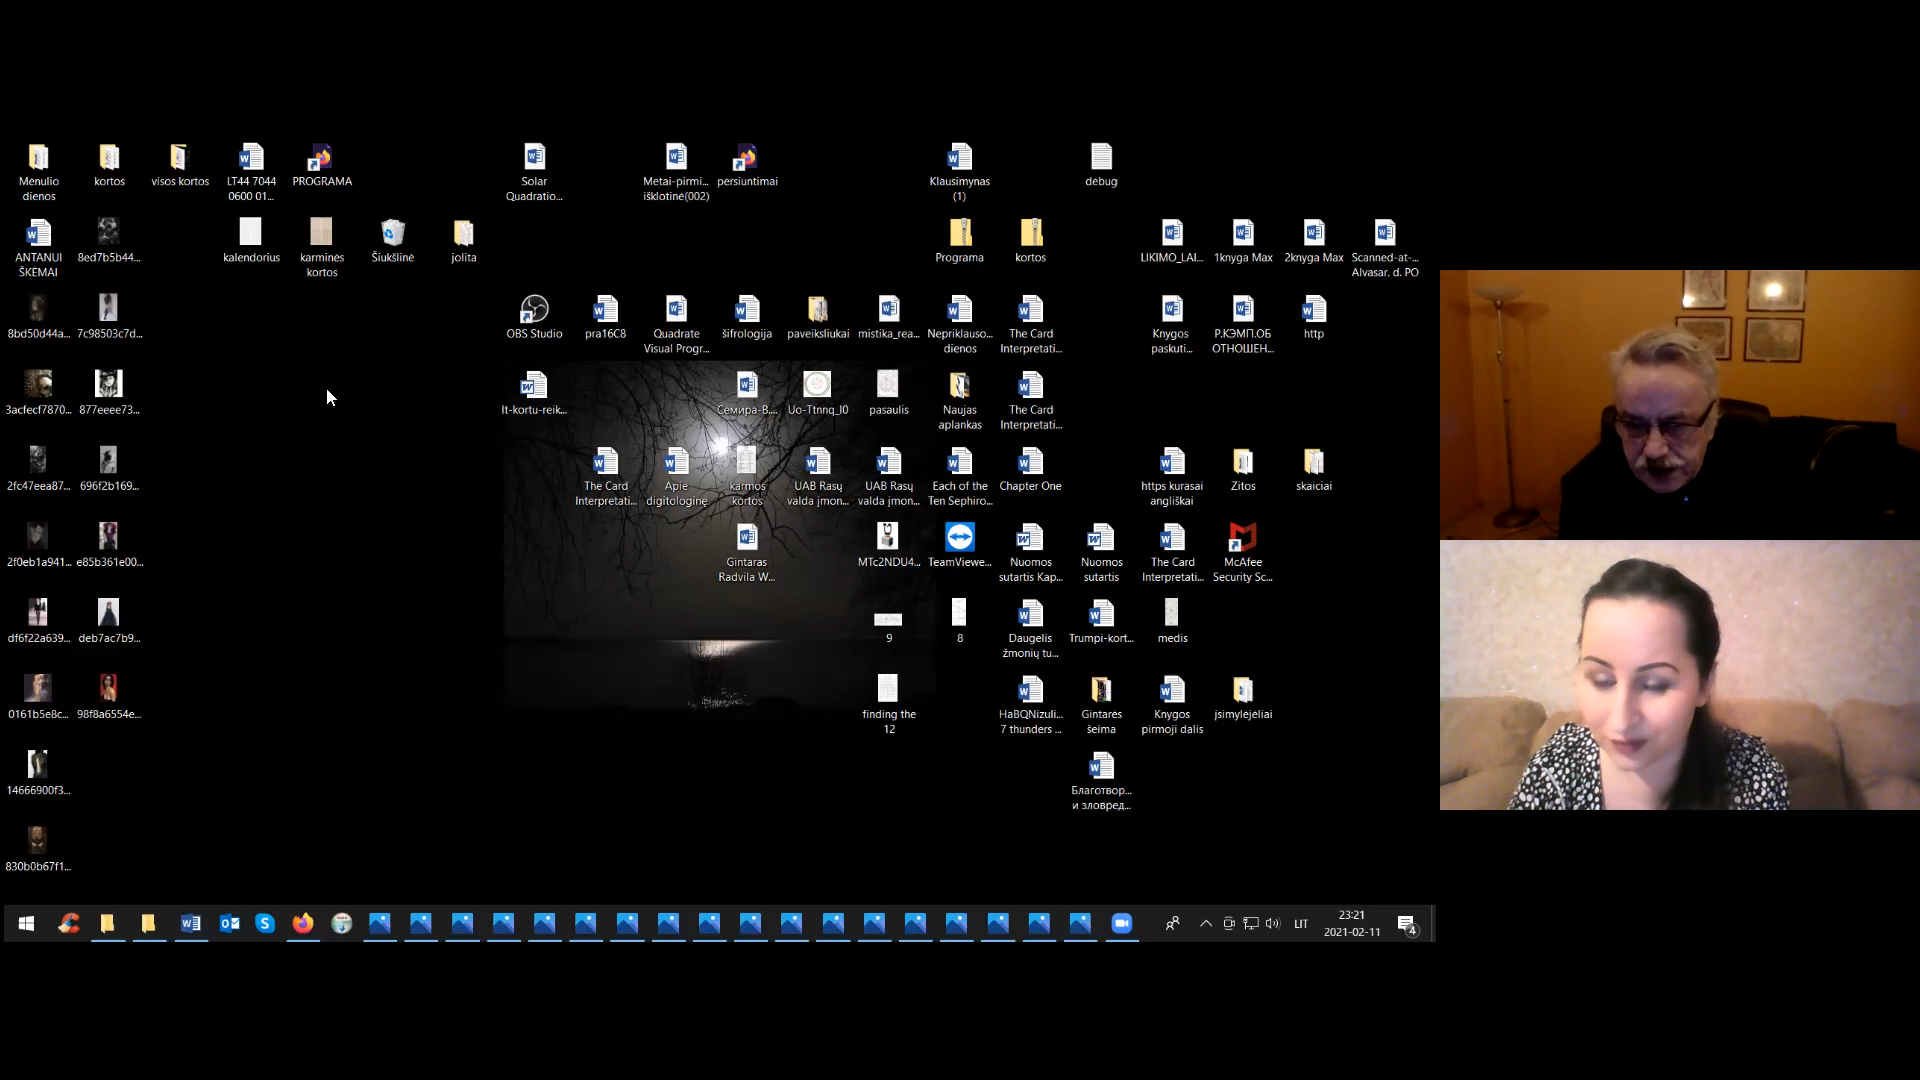 Menulio
dienos
kortos
visos kortos
LT44 7044
0600 01...
PROGRAMA
Solar
Quadratio...
Metai-pirmi...
išklotinė(002)
persiuntimai
Klausimynas
(1)
debug
ANTANUI
ŠKĖMAI
8ed7b5b44...
kalendorius
karminės
kortos
Šiukšlinė
jolita
Programa
kortos
LIKIMO_LAI...
1knyga Max
2knyga Max
Scanned-at-...
Alvasar. d. PO
8bd50d44a...
7c98503c7d...
OBS Studio
pra16C8
Quadrate
Visual Progr...
šifrologija
paveiksliukai
mistika_rea...
Nepriklauso...
dienos
The Card
Interpretati...
Knygos
paskuti...
Р.КЭМП.ОБ
ОТНОШЕН...
http
3acfecf7870...
877eeee73...
lt-kortu-reik...
Семира-В....
Uo-Ttnnq_I0
pasaulis
Naujas
aplankas
The Card
Interpretati...
2fc47eea87...
696f2b169...
The Card
Interpretati...
Apie
digitologinę
karmos
kortos
UAB Rasų
valda įmon...
UAB Rasų
valda įmon...
Each of the
Ten Sephiro...
Chapter One
https kurasai
angliškai
Zitos
skaiciai
2f0eb1a941...
e85b361e00...
Gintaras
Radvila W...
MTc2NDU4...
TeamViewe...
Nuomos
sutartis Kap...
Nuomos
sutartis
The Card
Interpretati...
McAfee
Security Sc...
df6f22a639...
deb7ac7b9...
9
8
Daugelis
žmonių tu...
Trumpi-kort...
medis
0161b5e8c...
98f8a6554e...
finding the
12
HaBQNizuli...
7 thunders ...
Gintarės
šeima
Knygos
pirmoji dalis
įsimylėjėliai
14666900f3...
Благотвор...
и зловред...
830b0b67f1...
LIT
23:21
2021-02-11
4